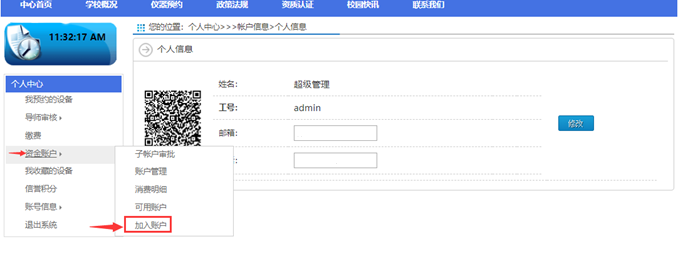 中心首页 学校概况 仪器预约 政策法规 资质认证 校园快讯 联系我们
11:32:17 AM
您的位置：个人中心>>>帐户信息>个人信息
个人信息
个人中心
我预约的设备
导师审核
缴费
资金账户
我收藏的设备
信誉积分
账号信息
退出系统
子帐户审批
账户管理
消费明细
可用账户
加入账户
姓名： 超级管理
工号： admin
邮箱：
修改